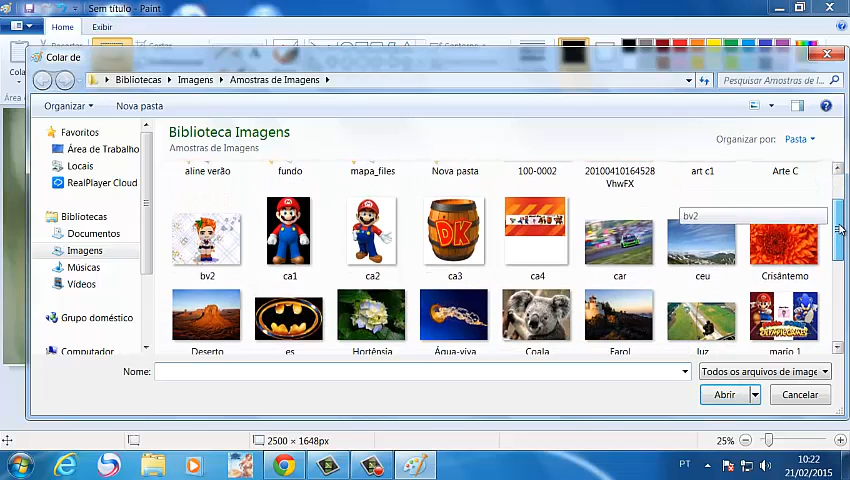 Sem título - Paint
Home
Exibir
Colar de
Bibliotecas
Imagens
Amostras de Imagens
Pesquisar Amostras de I...
Organizar
Nova pasta
Favoritos
Área de Trabalho
Locais
RealPlayer Cloud
Bibliotecas
Documentos
Imagens
Músicas
Vídeos
Grupo doméstico
Computador
Biblioteca Imagens
Amostras de Imagens
Organizar por:
Pasta
aline verão
fundo
mapa_files
Nova pasta
100-0002
20100410164528
VhwFX
art c1
Arte C
bv2
bv2
ca1
ca2
ca3
ca4
car
ceu
Crisântemo
DK
Deserto
es
Hortênsia
Água-viva
Coala
Farol
luz
mario 1
Nome:
Todos os arquivos de image
Abrir
Cancelar
2500 × 1648px
25%
PT
10:22
21/02/2015